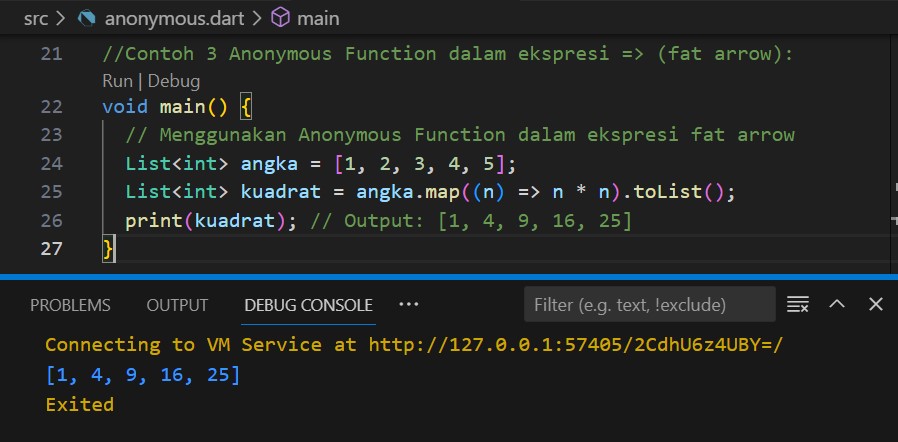 src > anonymous.dart > main
21 //Contoh 3 Anonymous Function dalam ekspresi => (fat arrow):
Run | Debug
22 void main() {
23 // Menggunakan Anonymous Function dalam ekspresi fat arrow
24 List<int> angka = [1, 2, 3, 4, 5];
25 List<int> kuadrat = angka.map((n) => n * n).toList();
26 print(kuadrat); // Output: [1, 4, 9, 16, 25]
27 }
PROBLEMS OUTPUT DEBUG CONSOLE ··· Filter (e.g. text, !exclude)
Connecting to VM Service at http://127.0.0.1:57405/2CdhU6z4UBY=/
[1, 4, 9, 16, 25]
Exited